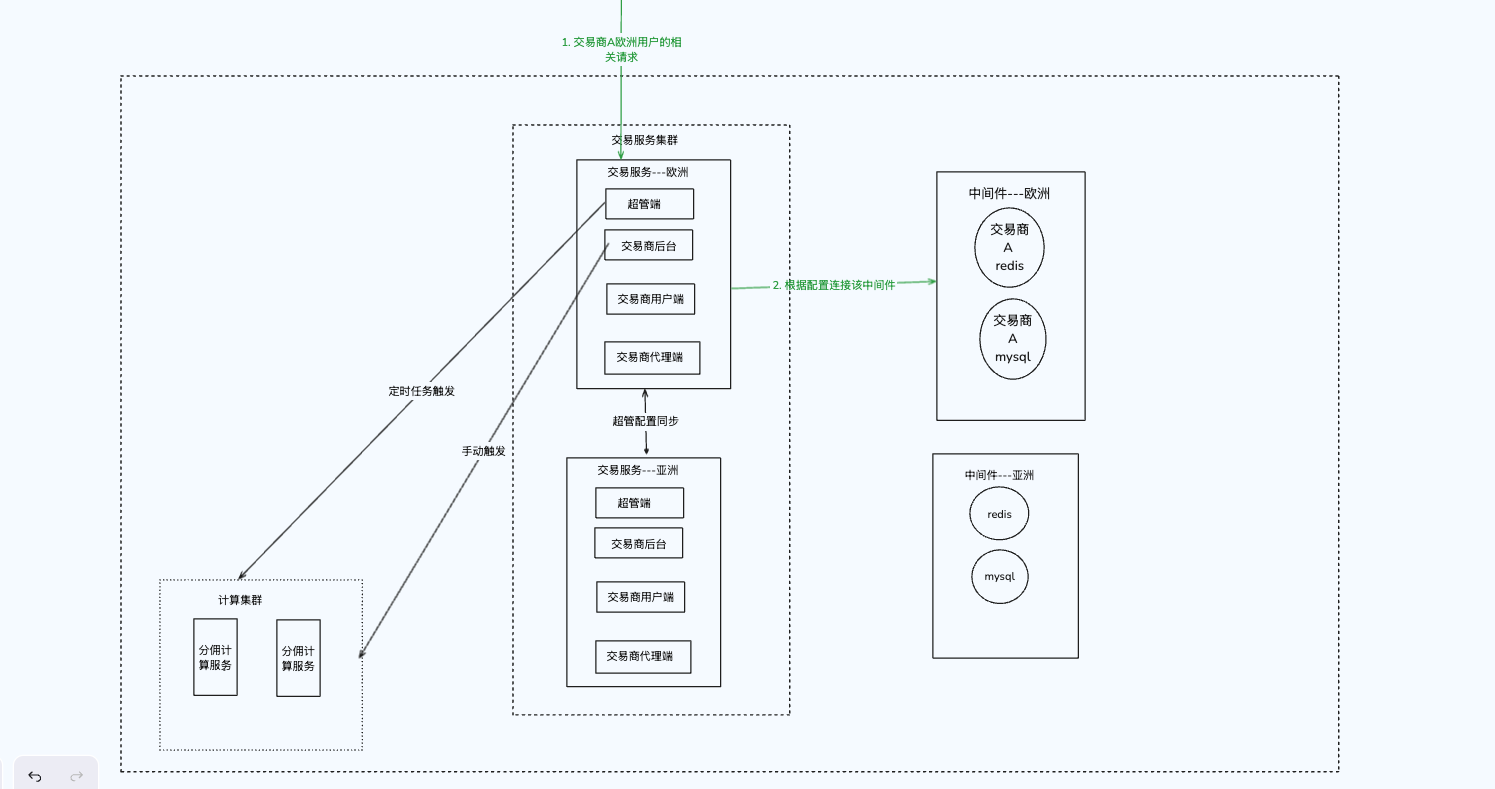 1. 交易商A欧洲用户的相
关请求
交易服务集群
交易服务---欧洲
超管端
交易商后台
交易商用户端
交易商代理端
2. 根据配置连接该中间件
中间件---欧洲
交易商
A
redis
交易商
A
mysql
定时任务触发
手动触发
超管配置同步
交易服务---亚洲
超管端
交易商后台
交易商用户端
交易商代理端
中间件---亚洲
redis
mysql
计算集群
分佣计
算服务
分佣计
算服务